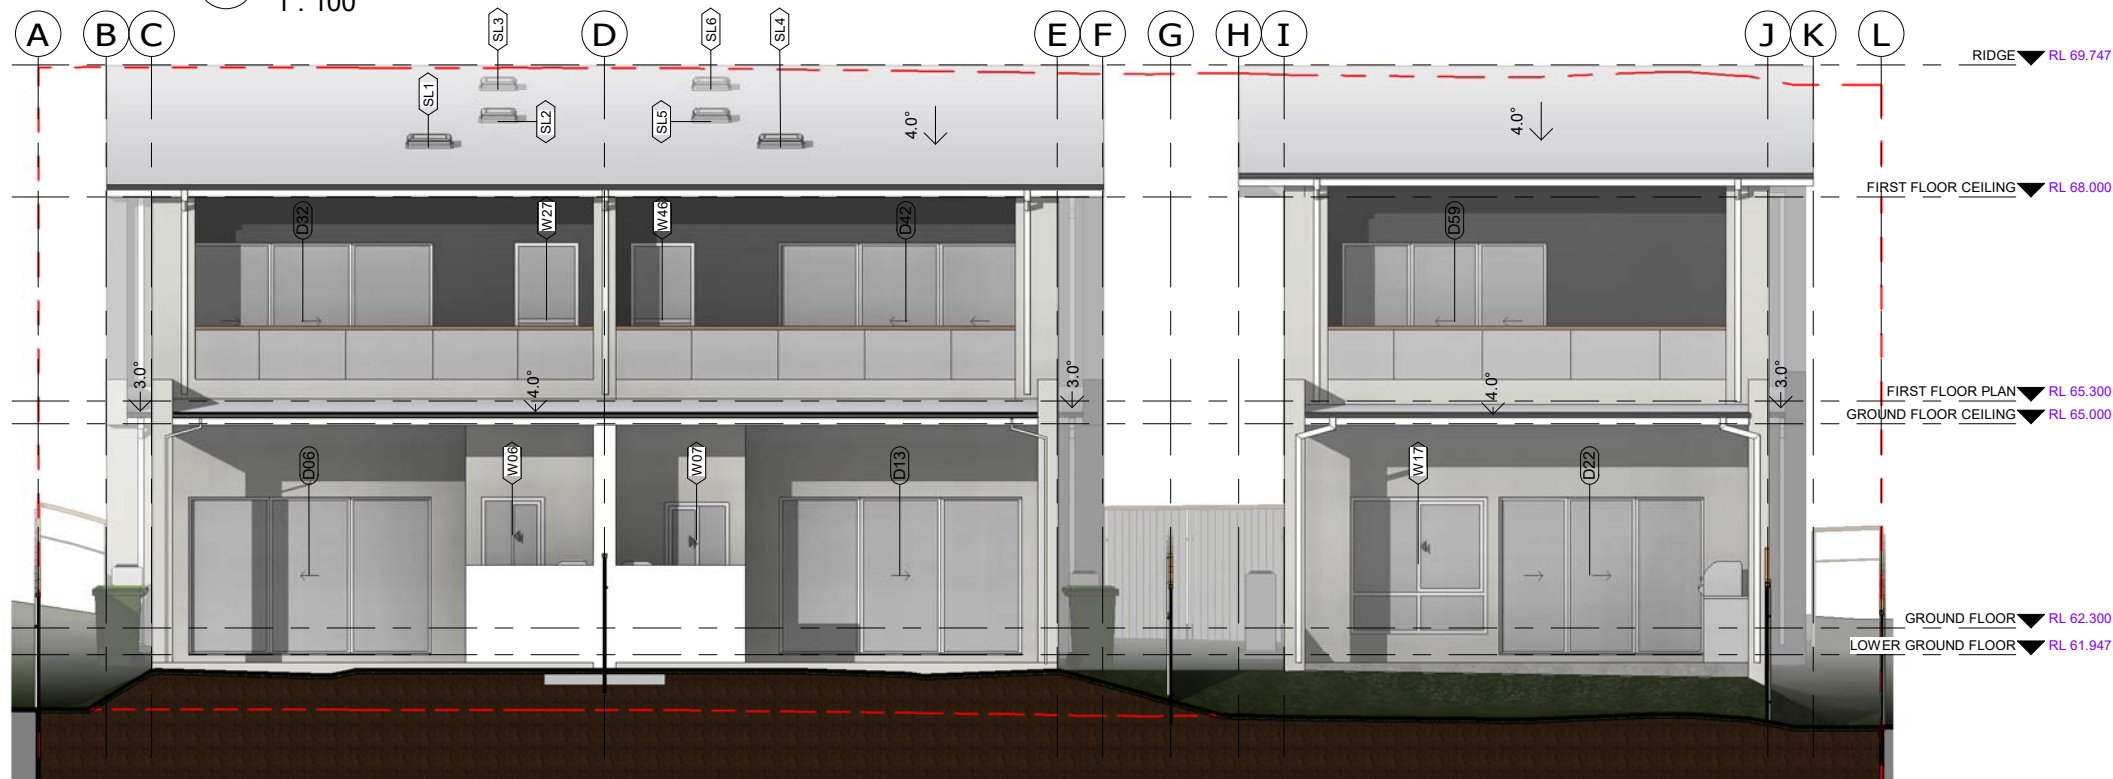 1 : 100
A B C D E F G H I J K L
SL3 SL6 SL4
SL1 SL2 SL5
4.0° 4.0°
RIDGE RL 69.747
FIRST FLOOR CEILING RL 68.000
D32 W27 W46 D42 D59
3.0° 4.0° 3.0° 4.0° 3.0°
FIRST FLOOR PLAN RL 65.300
GROUND FLOOR CEILING RL 65.000
D06 W06 W07 D13 W17 D22
GROUND FLOOR RL 62.300
LOWER GROUND FLOOR RL 61.947